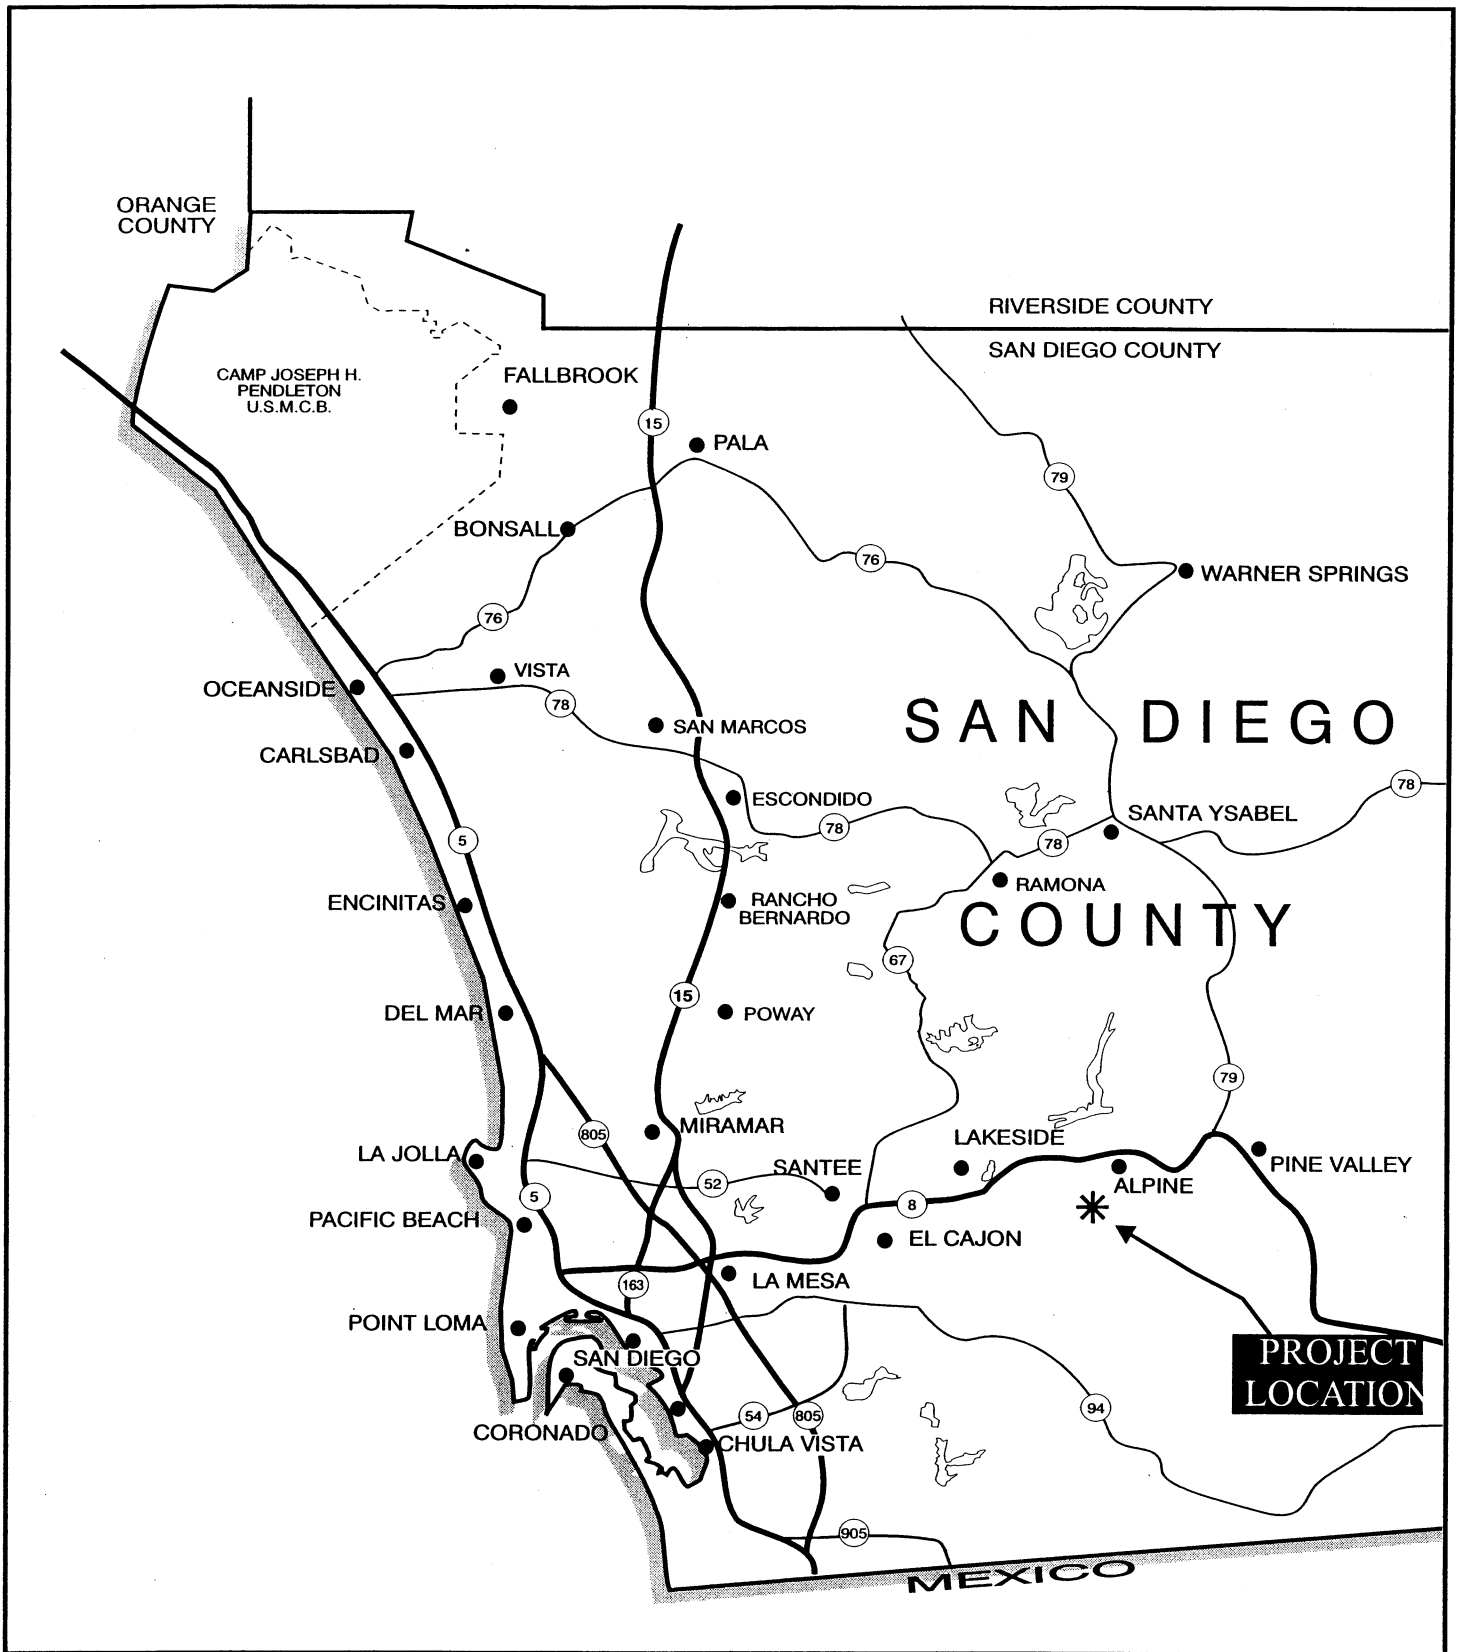 ORANGE
COUNTY
RIVERSIDE COUNTY
SAN DIEGO COUNTY
CAMP JOSEPH H.
PENDLETON
U.S.M.C.B.
FALLBROOK
15
PALA
79
BONSALL
76
WARNER SPRINGS
76
VISTA
OCEANSIDE
78
SAN MARCOS
SAN DIEGO
CARLSBAD
78
ESCONDIDO
SANTA YSABEL
78
5
78
RAMONA
ENCINITAS
RANCHO
BERNARDO
COUNTY
67
15
DEL MAR
POWAY
79
MIRAMAR
805
LAKESIDE
LA JOLLA
SANTEE
PINE VALLEY
52
ALPINE
5
8
PACIFIC BEACH
EL CAJON
LA MESA
163
POINT LOMA
SAN DIEGO
PROJECT
LOCATION
94
54
805
CORONADO
CHULA VISTA
905
MEXICO